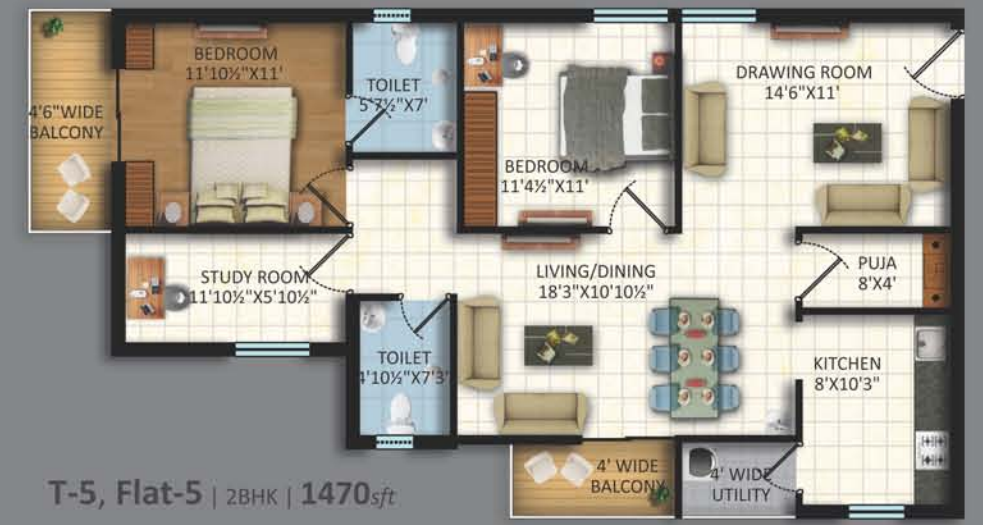 BEDROOM
11'10½"X11'
4'6"WIDE
BALCONY
TOILET
5'7½"X7'
BEDROOM
11'4½"X11'
DRAWING ROOM
14'6"X11'
STUDY ROOM
11'10½"X5'10½"
LIVING/DINING
18'3"X10'10½"
PUJA
8'X4'
TOILET
4'10½"X7'3"
KITCHEN
8'X10'3"
4' WIDE
BALCONY
4' WIDE
UTILITY
T-5, Flat-5 | 2BHK | 1470sft